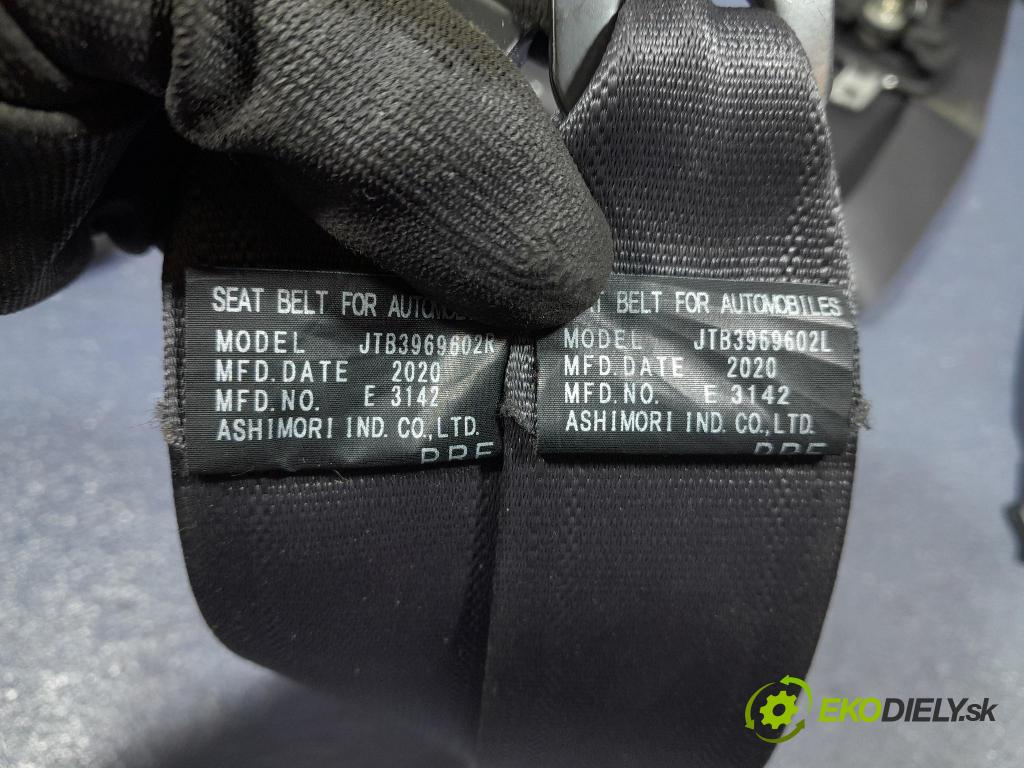 SEAT BELT FOR
MODEL JTB3969602R
MFD.DATE 2020
MFD.NO. E 3142
ASHIMORI IND. CO.,LTD.
BELT FOR AUTOMOBILES
MODEL JTB3969602L
MFD.DATE 2020
MFD.NO. E 3142
ASHIMORI IND. CO.,LTD.
EKODIELY.sk